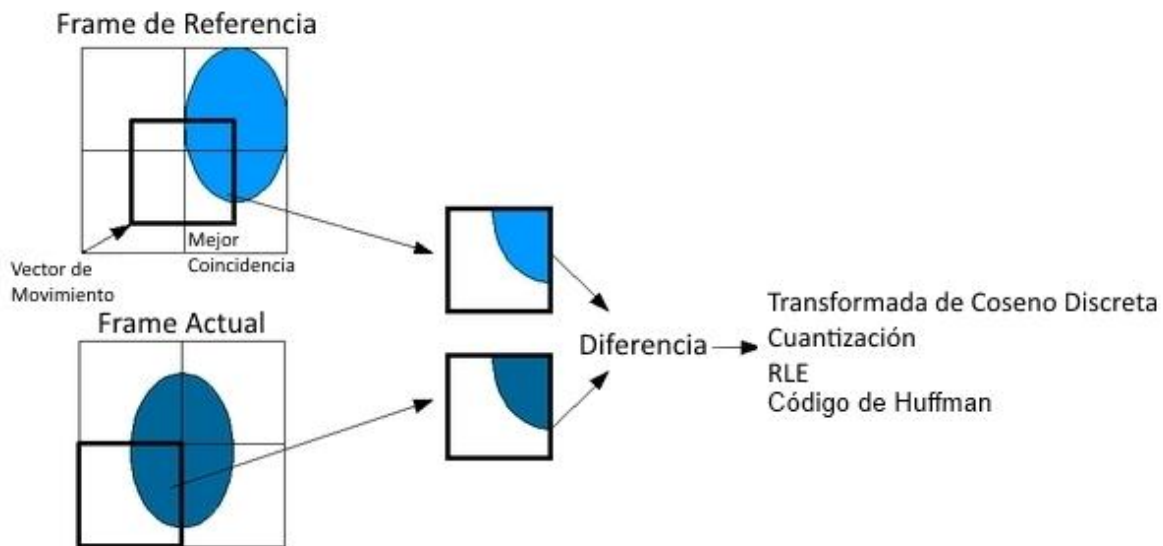 Frame de Referencia
Mejor
Coincidencia
Vector de
Movimiento
Frame Actual
Diferencia
Transformada de Coseno Discreta
Cuantización
RLE
Código de Huffman